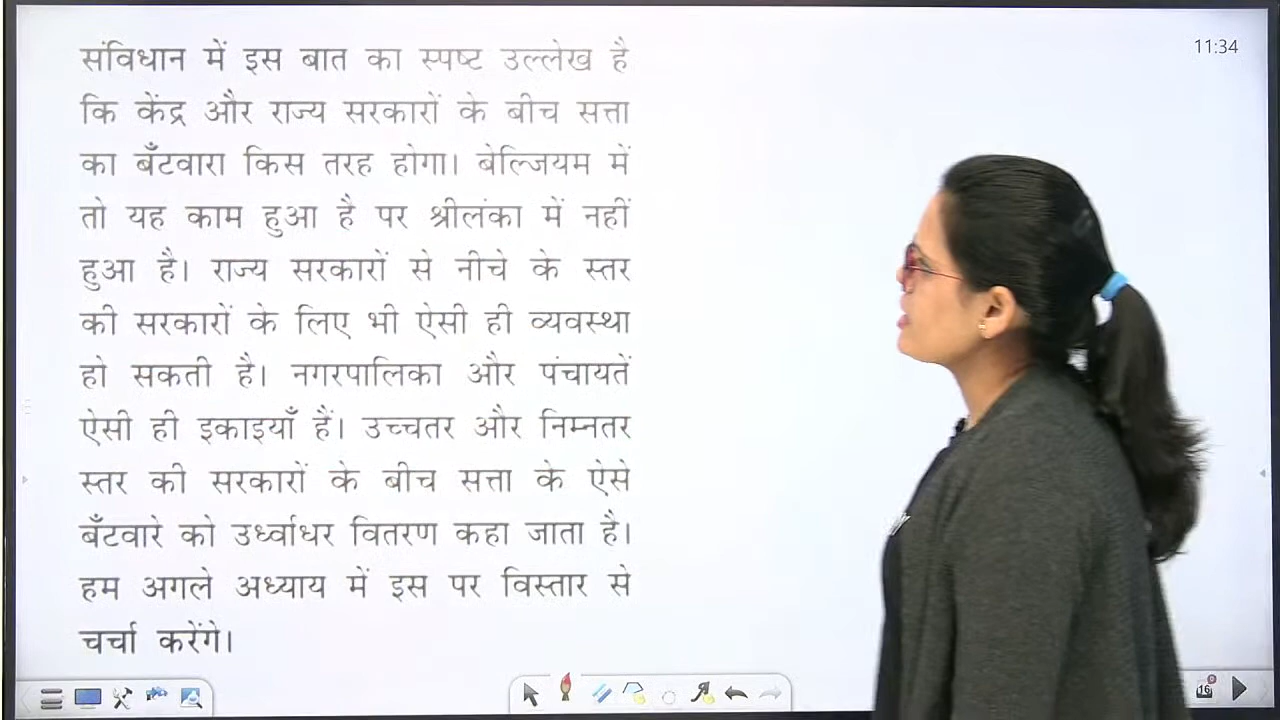 11:34
संविधान में इस बात का स्पष्ट उल्लेख है
कि केंद्र और राज्य सरकारों के बीच सत्ता
का बँटवारा किस तरह होगा। बेल्जियम में
तो यह काम हुआ है पर श्रीलंका में नहीं
हुआ है। राज्य सरकारों से नीचे के स्तर
की सरकारों के लिए भी ऐसी ही व्यवस्था
हो सकती है। नगरपालिका और पंचायतें
ऐसी ही इकाइयाँ हैं। उच्चतर और निम्नतर
स्तर की सरकारों के बीच सत्ता के ऐसे
बँटवारे को उर्ध्वाधर वितरण कहा जाता है।
हम अगले अध्याय में इस पर विस्तार से
चर्चा करेंगे।
16